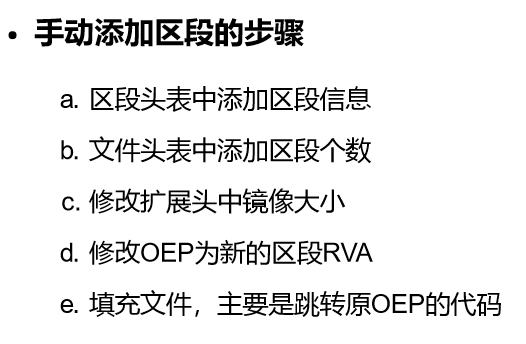 • 手动添加区段的步骤
a. 区段头表中添加区段信息
b. 文件头表中添加区段个数
c. 修改扩展头中镜像大小
d. 修改OEP为新的区段RVA
e. 填充文件，主要是跳转原OEP的代码